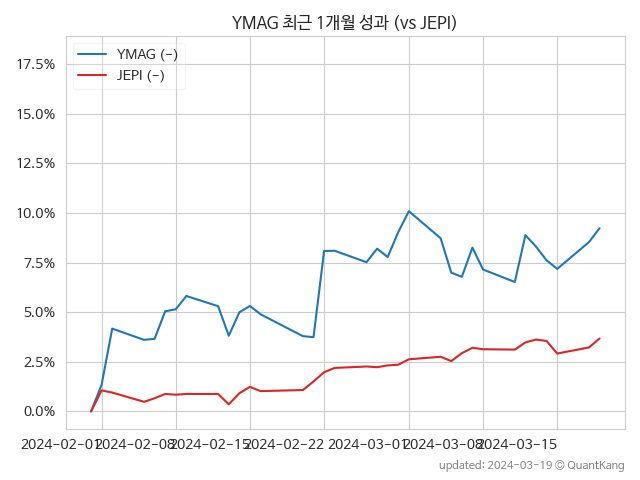 YMAG 최근 1개월 성과 (vs JEPI)
YMAG (-)
JEPI (-)
17.5%
15.0%
12.5%
10.0%
7.5%
5.0%
2.5%
0.0%
2024-02-01 2024-02-08 2024-02-15 2024-02-22 2024-03-01 2024-03-08 2024-03-15
updated: 2024-03-19 © QuantKang